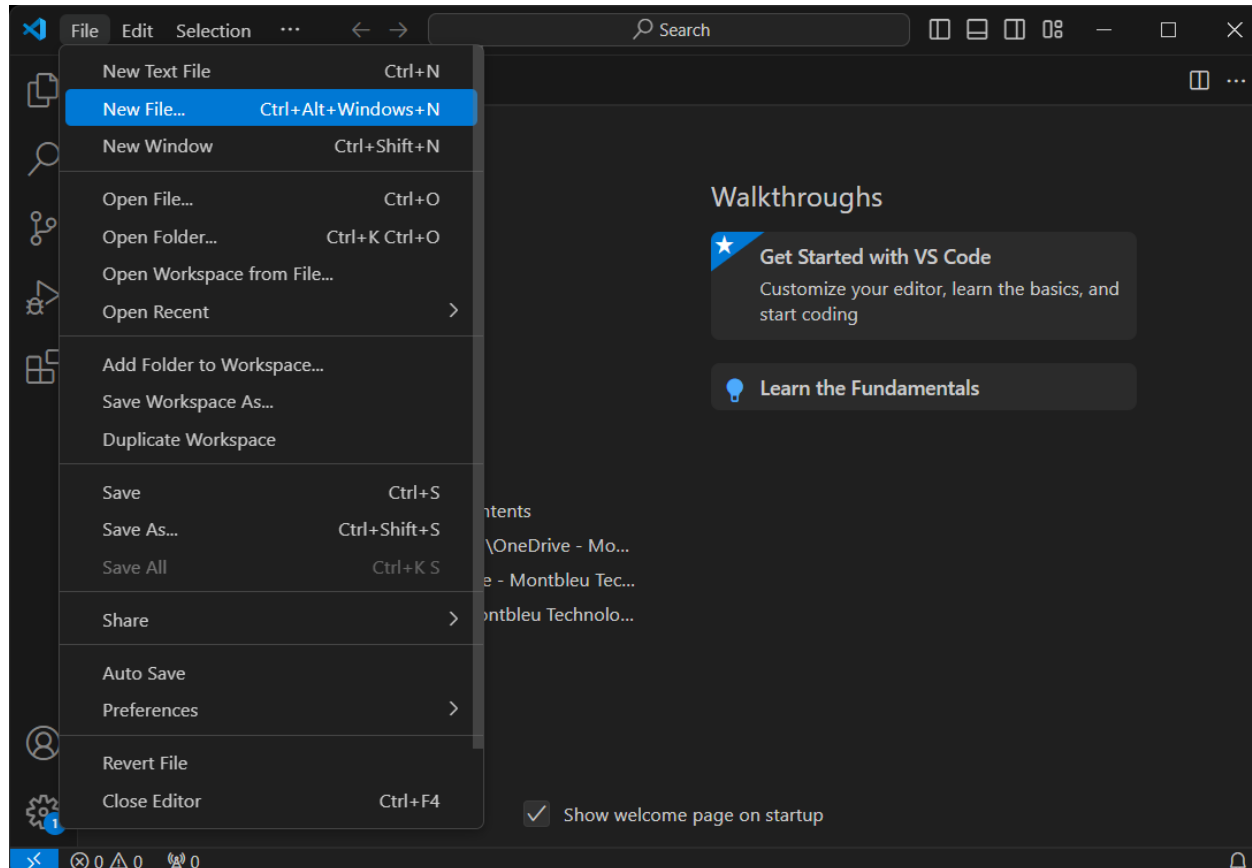 File Edit Selection ··· Search
New Text File Ctrl+N
New File... Ctrl+Alt+Windows+N
New Window Ctrl+Shift+N
Open File... Ctrl+O
Open Folder... Ctrl+K Ctrl+O
Open Workspace from File...
Open Recent
Add Folder to Workspace...
Save Workspace As...
Duplicate Workspace
Save Ctrl+S
Save As... Ctrl+Shift+S
Save All Ctrl+K S
Share
Auto Save
Preferences
Revert File
Close Editor Ctrl+F4
Walkthroughs
Get Started with VS Code
Customize your editor, learn the basics, and
start coding
Learn the Fundamentals
ntents
\OneDrive - Mo...
e - Montbleu Tec...
ontbleu Technolo...
Show welcome page on startup
1
0 0 0